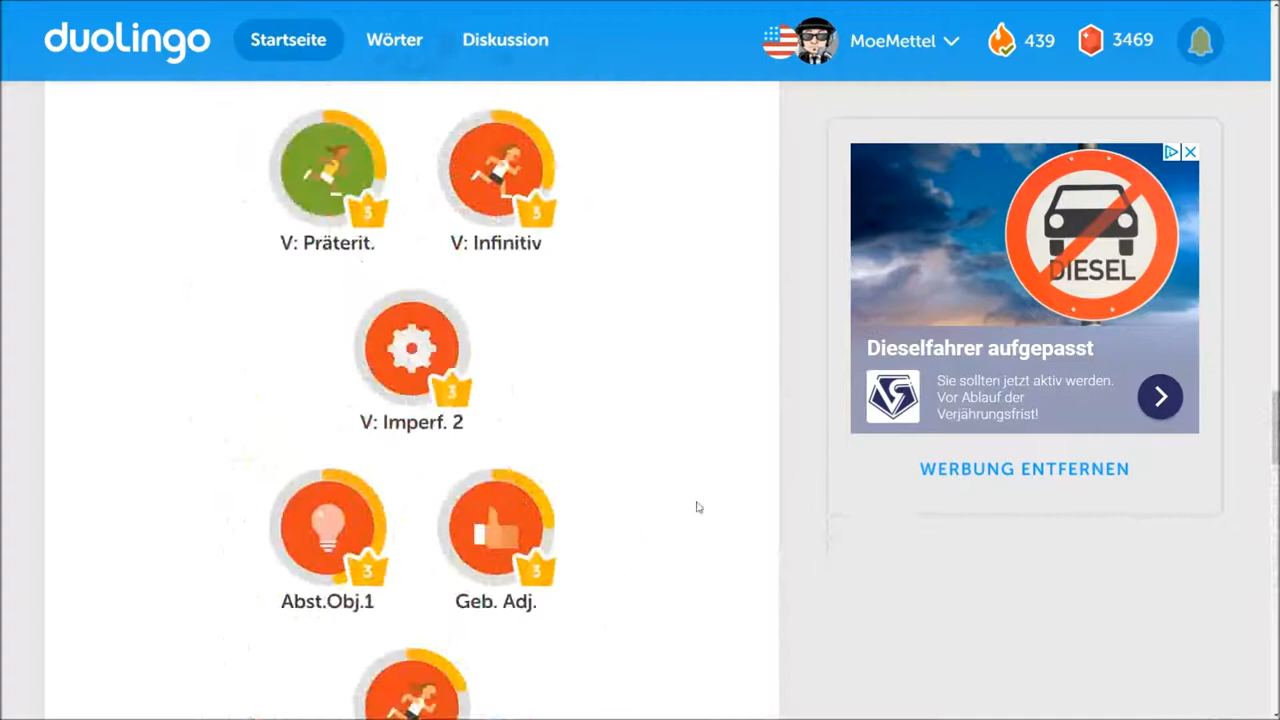 duolingo Startseite Wörter Diskussion MoeMettel 439 3469
3 3
V: Präterit. V: Infinitiv
3
V: Imperf. 2
3 3
Abst.Obj.1 Geb. Adj.
DIESEL
Dieselfahrer aufgepasst
Sie sollten jetzt aktiv werden.
Vor Ablauf der
Verjährungsfrist!
WERBUNG ENTFERNEN